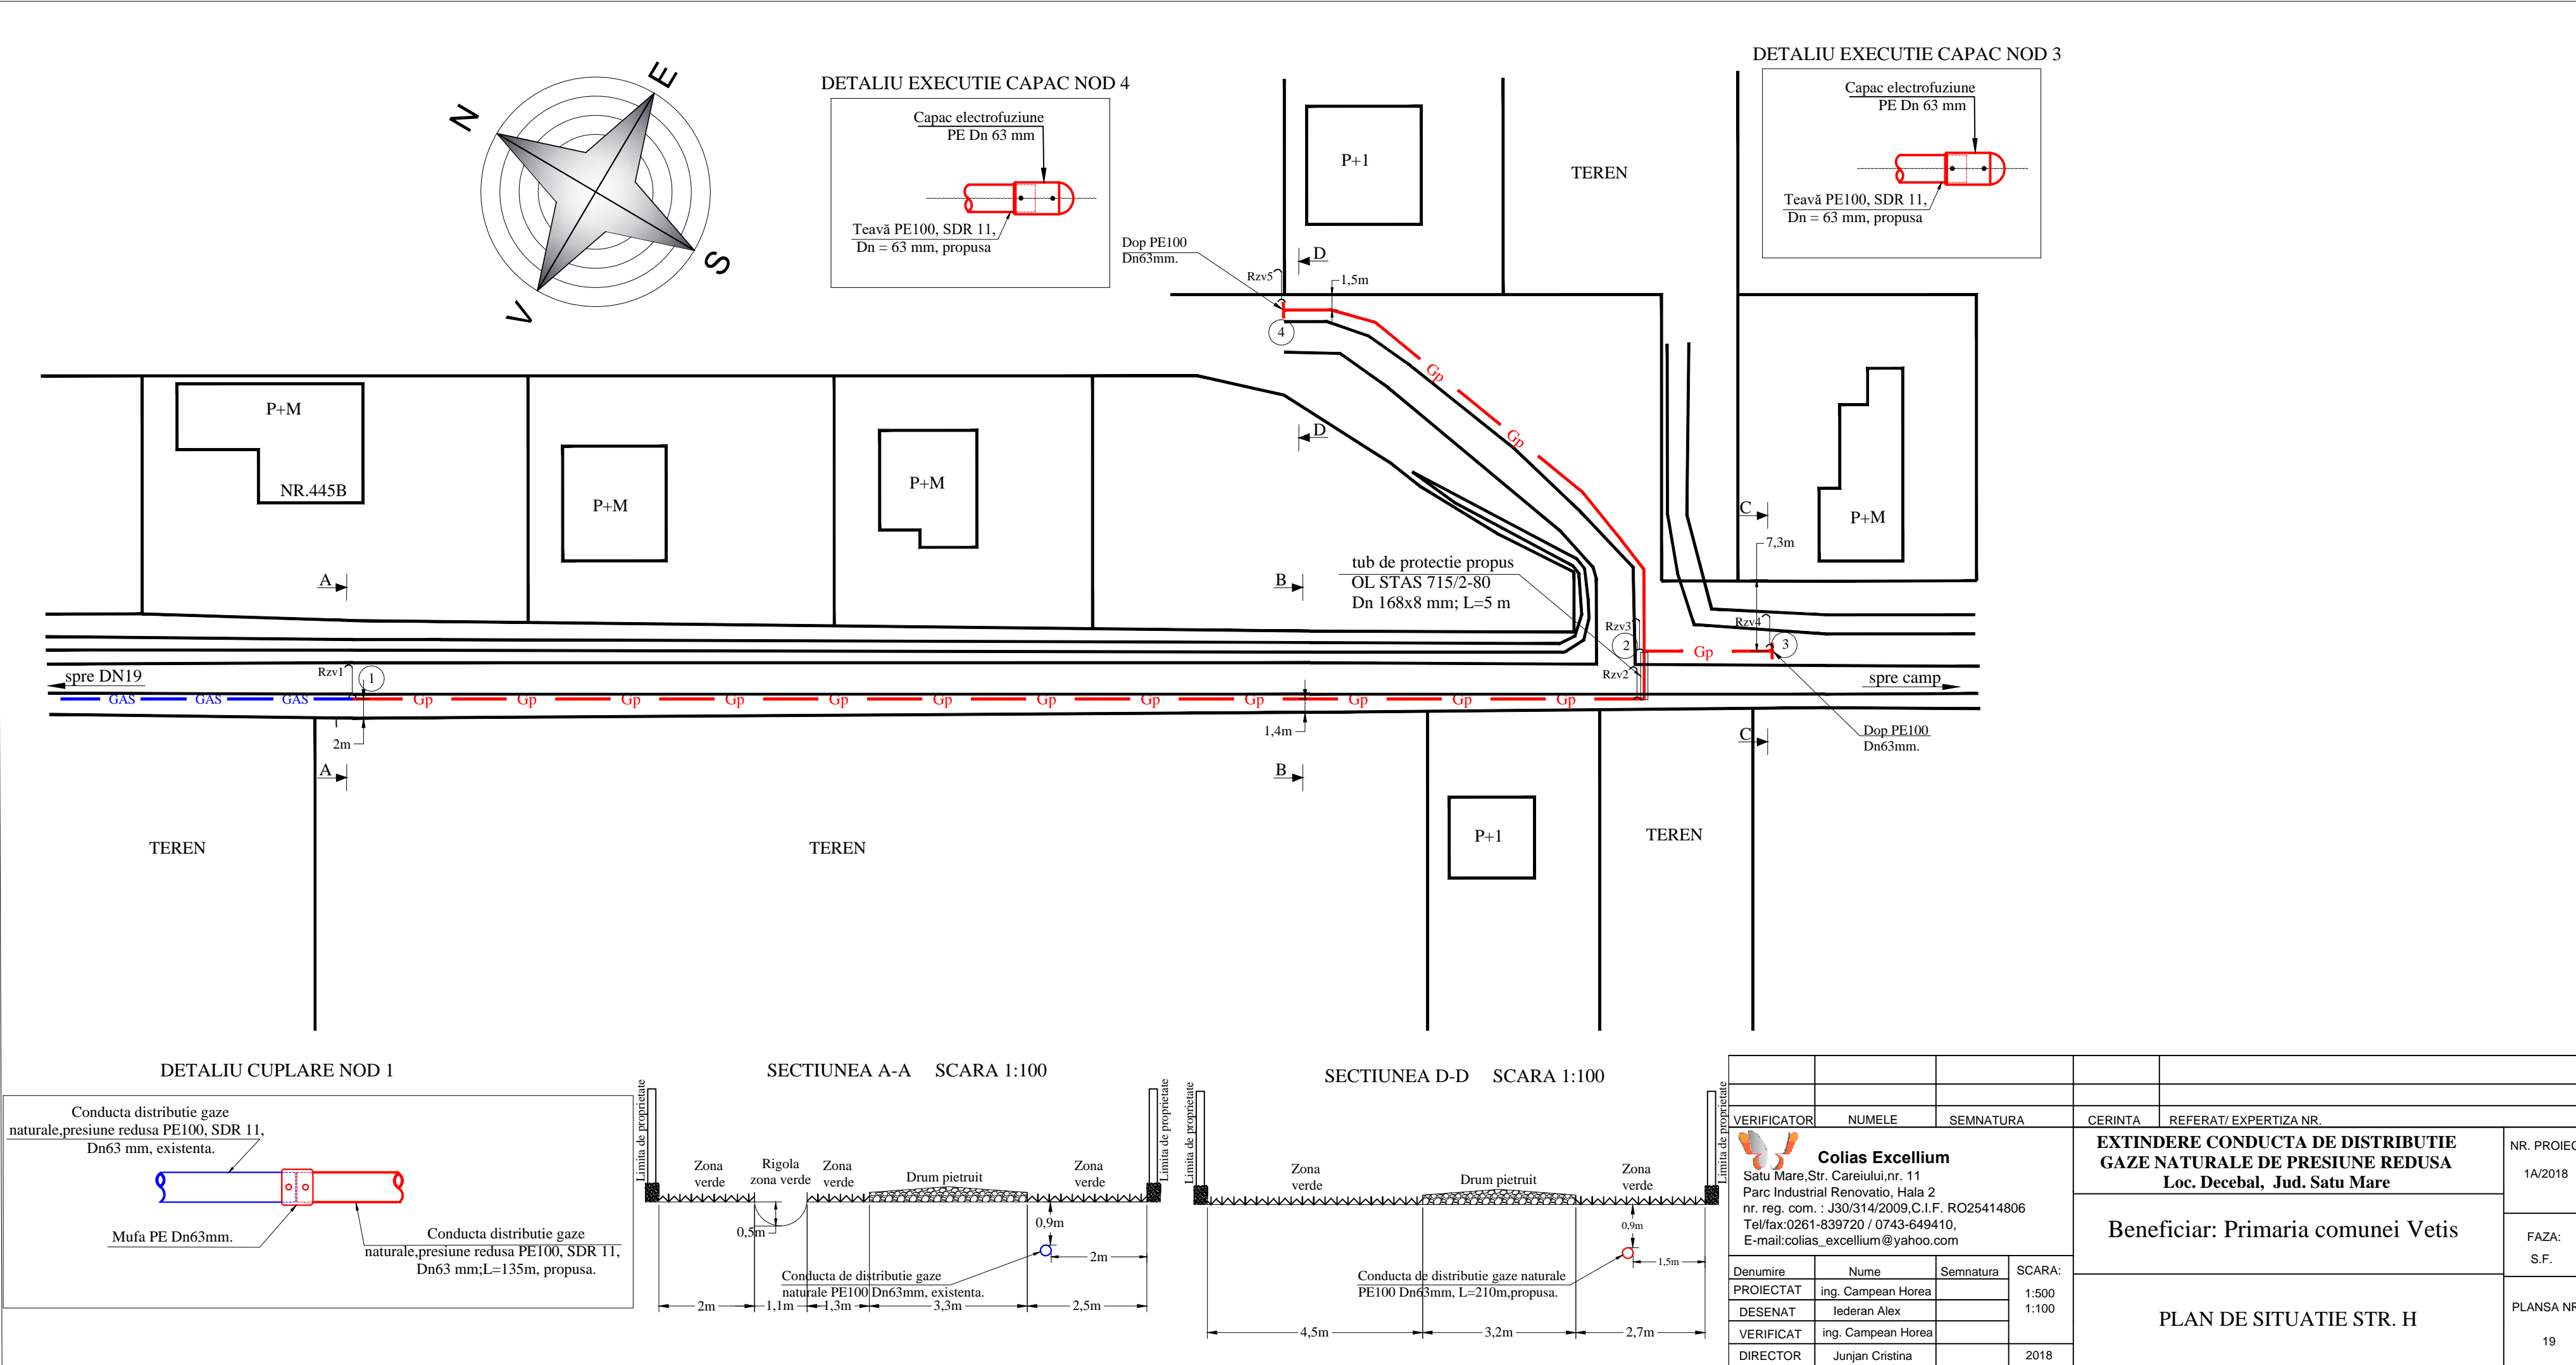 DETALIU EXECUTIE CAPAC NOD 4
Capac electrofuziune
PE Dn 63 mm
Teavă PE100, SDR 11,
Dn = 63 mm, propusa
DETALIU EXECUTIE CAPAC NOD 3
Capac electrofuziune
PE Dn 63 mm
Teavă PE100, SDR 11,
Dn = 63 mm, propusa
N
E
S
V
P+1
TEREN
Dop PE100
Dn63mm.
Rzv5
D
1,5m
4
Gp
Gp
D
P+M
NR.445B
P+M
P+M
P+M
C
7,3m
A
B
tub de protectie propus
OL STAS 715/2-80
Dn 168x8 mm; L=5 m
Rzv3
2
Rzv2
Rzv4
3
Gp
spre DN19
Rzv1
1
spre camp
GAS GAS GAS Gp Gp Gp Gp Gp Gp Gp Gp Gp Gp Gp Gp
2m
1,4m
C
Dop PE100
Dn63mm.
A
B
TEREN
TEREN
P+1
TEREN
DETALIU CUPLARE NOD 1
Conducta distributie gaze
naturale,presiune redusa PE100, SDR 11,
Dn63 mm, existenta.
Mufa PE Dn63mm.
Conducta distributie gaze
naturale,presiune redusa PE100, SDR 11,
Dn63 mm;L=135m, propusa.
SECTIUNEA A-A SCARA 1:100
Limita de proprietate
Limita de proprietate
Zona
verde
Rigola
zona verde
Zona
verde
Drum pietruit
Zona
verde
0,5m
0,9m
2m
Conducta de distributie gaze
naturale PE100 Dn63mm, existenta.
2m 1,1m 1,3m 3,3m 2,5m
SECTIUNEA D-D SCARA 1:100
Limita de proprietate
Limita de proprietate
Zona
verde
Drum pietruit
Zona
verde
0,9m
1,5m
Conducta de distributie gaze naturale
PE100 Dn63mm, L=210m,propusa.
4,5m 3,2m 2,7m
VERIFICATOR NUMELE SEMNATURA CERINTA REFERAT/ EXPERTIZA NR.
Colias Excellium
Satu Mare,Str. Careiului,nr. 11
Parc Industrial Renovatio, Hala 2
nr. reg. com. : J30/314/2009,C.I.F. RO25414806
Tel/fax:0261-839720 / 0743-649410,
E-mail:colias_excellium@yahoo.com
EXTINDERE CONDUCTA DE DISTRIBUTIE
GAZE NATURALE DE PRESIUNE REDUSA
Loc. Decebal, Jud. Satu Mare
NR. PROIEC
1A/2018
Beneficiar: Primaria comunei Vetis
FAZA:
S.F.
Denumire Nume Semnatura SCARA:
PROIECTAT ing. Campean Horea 1:500
DESENAT Iederan Alex 1:100
VERIFICAT ing. Campean Horea
DIRECTOR Junjan Cristina 2018
PLAN DE SITUATIE STR. H
PLANSA NR
19